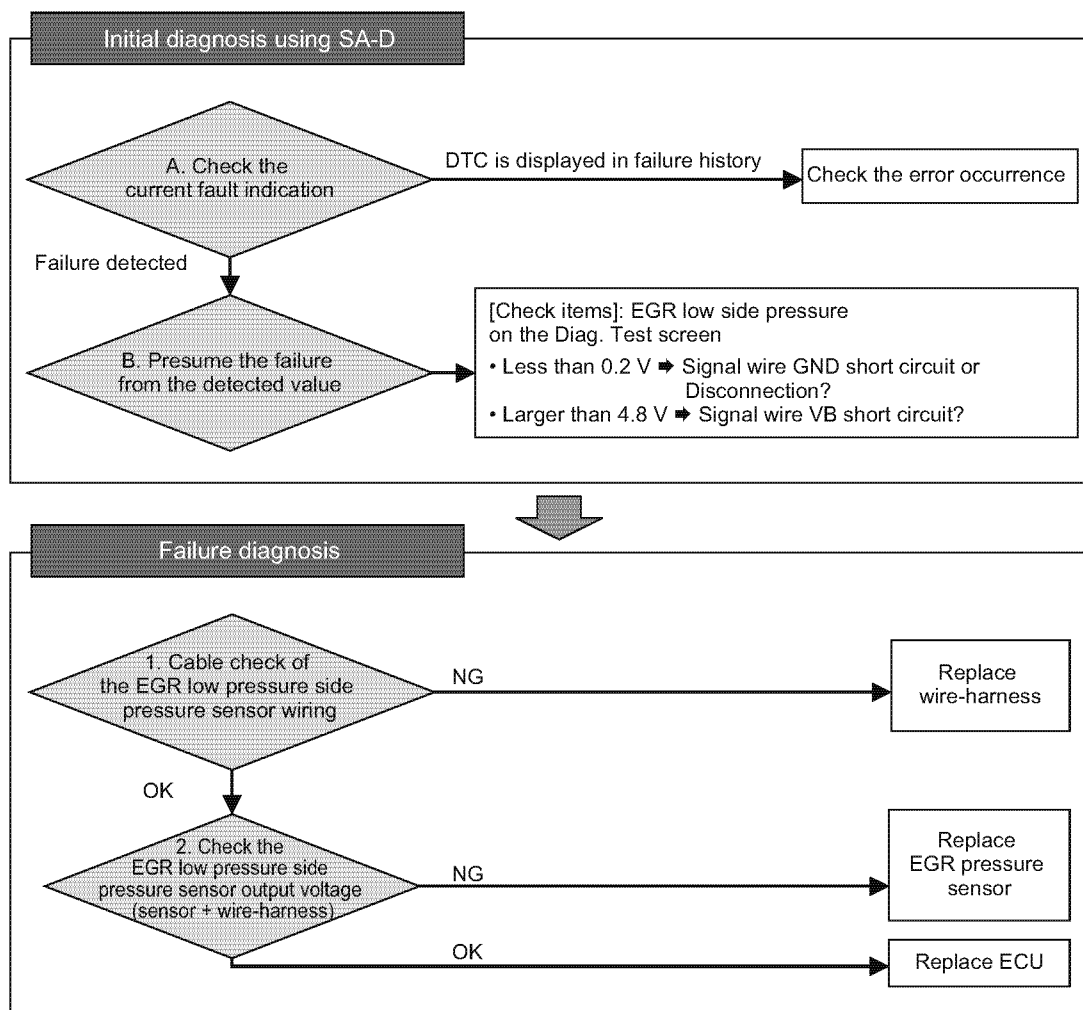 Initial diagnosis using SA-D
A. Check the
current fault indication
DTC is displayed in failure history
Check the error occurrence
Failure detected
B. Presume the failure
from the detected value
[Check items]: EGR low side pressure
on the Diag. Test screen
• Less than 0.2 V ➡ Signal wire GND short circuit or
Disconnection?
• Larger than 4.8 V ➡ Signal wire VB short circuit?
Failure diagnosis
1. Cable check of
the EGR low pressure side
pressure sensor wiring
NG
Replace
wire-harness
OK
2. Check the
EGR low pressure side
pressure sensor output voltage
(sensor + wire-harness)
NG
Replace
EGR pressure
sensor
OK
Replace ECU